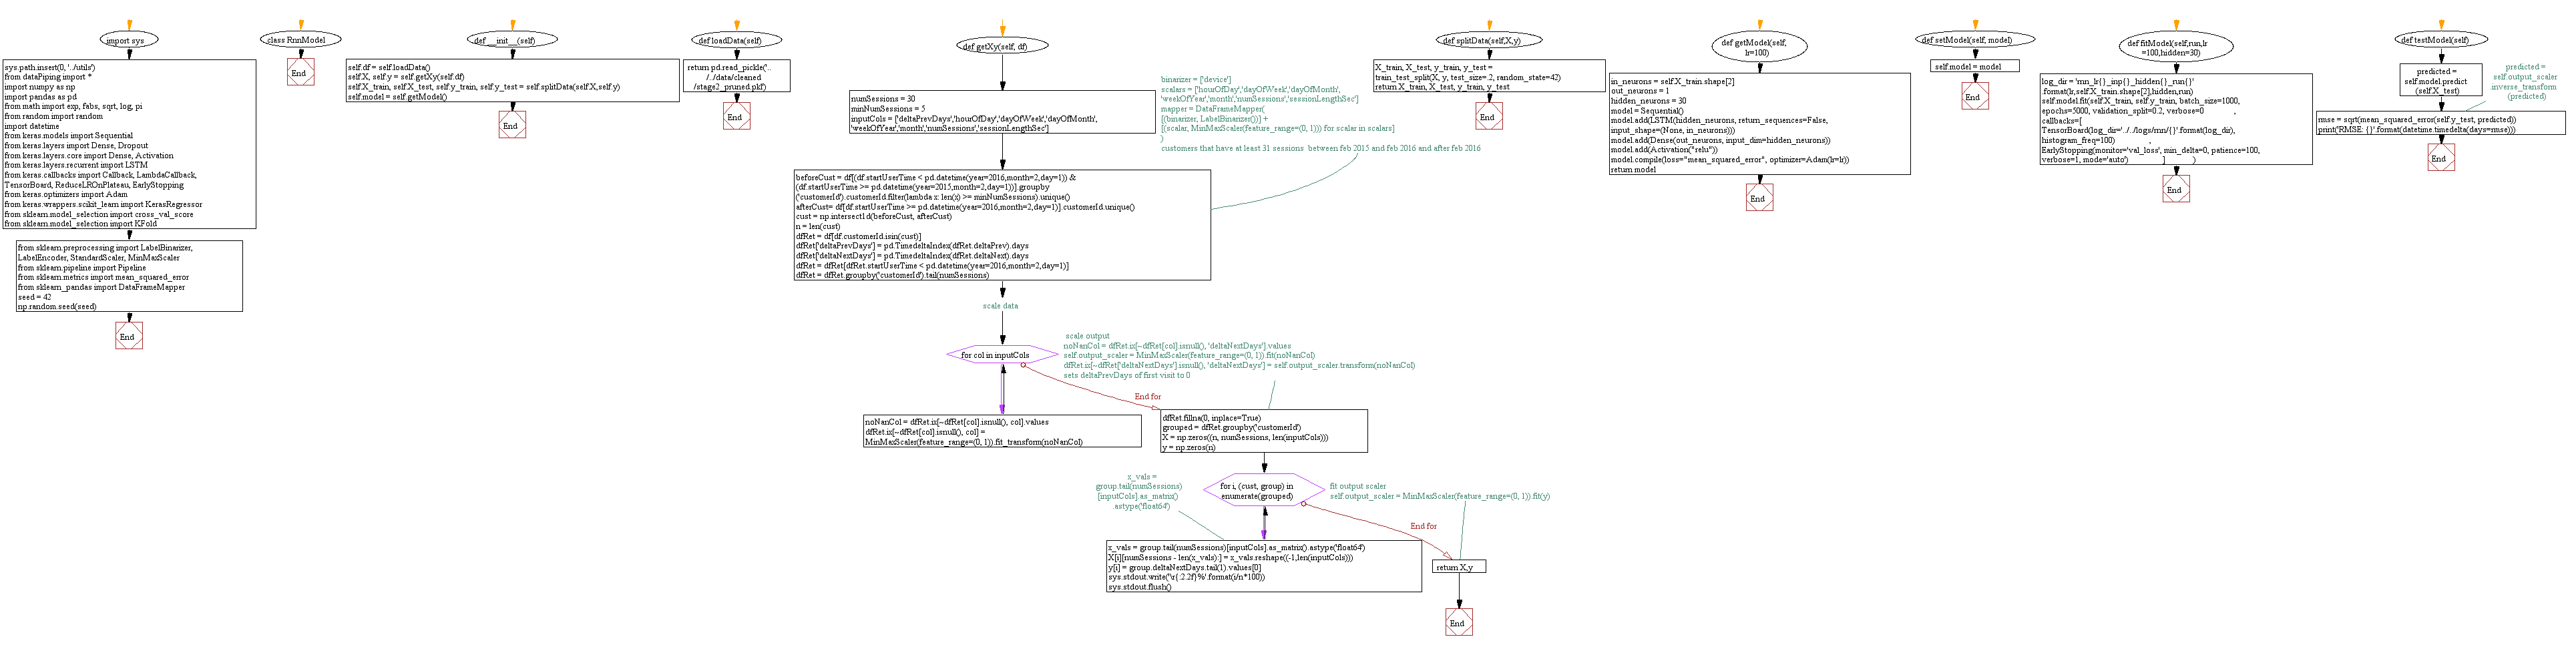 import sys
sys.path.insert(0, '../utils')
from dataPiping import *
import numpy as np
import pandas as pd
from math import exp, fabs, sqrt, log, pi
from random import random
import datetime
from keras.models import Sequential
from keras.layers import Dense, Dropout
from keras.layers.core import Dense, Activation
from keras.layers.recurrent import LSTM
from keras.callbacks import Callback, LambdaCallback,
TensorBoard, ReduceLROnPlateau, EarlyStopping
from keras.optimizers import Adam
from keras.wrappers.scikit_learn import KerasRegressor
from sklearn.model_selection import cross_val_score
from sklearn.model_selection import KFold
from sklearn.preprocessing import LabelBinarizer,
LabelEncoder, StandardScaler, MinMaxScaler
from sklearn.pipeline import Pipeline
from sklearn.metrics import mean_squared_error
from sklearn_pandas import DataFrameMapper
seed = 42
np.random.seed(seed)
End
class RnnModel
End
def __init__(self)
self.df = self.loadData()
self.X, self.y = self.getXy(self.df)
self.X_train, self.X_test, self.y_train, self.y_test = self.splitData(self.X,self.y)
self.model = self.getModel()
End
def loadData(self)
return pd.read_pickle('..
/../data/cleaned
/stage2_pruned.pkf')
End
def getXy(self, df)
numSessions = 30
minNumSessions = 5
inputCols = ['deltaPrevDays','hourOfDay','dayOfWeek','dayOfMonth',
'weekOfYear','month','numSessions','sessionLengthSec']
binarizer = ['device']
scalars = ['hourOfDay','dayOfWeek','dayOfMonth',
'weekOfYear','month','numSessions','sessionLengthSec']
mapper = DataFrameMapper(
[(binarizer, LabelBinarizer())] +
[(scalar, MinMaxScaler(feature_range=(0, 1))) for scalar in scalars]
)
customers that have at least 31 sessions  between feb 2015 and feb 2016 and after feb 2016
beforeCust = df[(df.startUserTime < pd.datetime(year=2016,month=2,day=1)) &
(df.startUserTime >= pd.datetime(year=2015,month=2,day=1))].groupby
('customerId').customerId.filter(lambda x: len(x) >= minNumSessions).unique()
afterCust= df[df.startUserTime >= pd.datetime(year=2016,month=2,day=1)].customerId.unique()
cust = np.intersect1d(beforeCust, afterCust)
n = len(cust)
dfRet = df[df.customerId.isin(cust)]
dfRet['deltaPrevDays'] = pd.TimedeltaIndex(dfRet.deltaPrev).days
dfRet['deltaNextDays'] = pd.TimedeltaIndex(dfRet.deltaNext).days
dfRet = dfRet[dfRet.startUserTime < pd.datetime(year=2016,month=2,day=1)]
dfRet = dfRet.groupby('customerId').tail(numSessions)
scale data
for col in inputCols
noNanCol = dfRet.ix[~dfRet[col].isnull(), col].values
dfRet.ix[~dfRet[col].isnull(), col] =
MinMaxScaler(feature_range=(0, 1)).fit_transform(noNanCol)
End for
scale output
noNanCol = dfRet.ix[~dfRet[col].isnull(), 'deltaNextDays'].values
self.output_scaler = MinMaxScaler(feature_range=(0, 1)).fit(noNanCol)
dfRet.ix[~dfRet['deltaNextDays'].isnull(), 'deltaNextDays'] = self.output_scaler.transform(noNanCol)
sets deltaPrevDays of first visit to 0
dfRet.fillna(0, inplace=True)
grouped = dfRet.groupby('customerId')
X = np.zeros((n, numSessions, len(inputCols)))
y = np.zeros(n)
for i, (cust, group) in
enumerate(grouped)
x_vals =
group.tail(numSessions)
[inputCols].as_matrix()
.astype('float64')
x_vals = group.tail(numSessions)[inputCols].as_matrix().astype('float64')
X[i][numSessions - len(x_vals):] = x_vals.reshape((-1,len(inputCols)))
y[i] = group.deltaNextDays.tail(1).values[0]
sys.stdout.write('\r{:2.2f}%'.format(i/n*100))
sys.stdout.flush()
End for
fit output scaler
self.output_scaler = MinMaxScaler(feature_range=(0, 1)).fit(y)
return X,y
End
def splitData(self,X,y)
X_train, X_test, y_train, y_test =
train_test_split(X, y, test_size=.2, random_state=42)
return X_train, X_test, y_train, y_test
End
def getModel(self,
lr=100)
in_neurons = self.X_train.shape[2]
out_neurons = 1
hidden_neurons = 30
model = Sequential()
model.add(LSTM(hidden_neurons, return_sequences=False,
input_shape=(None, in_neurons)))
model.add(Dense(out_neurons, input_dim=hidden_neurons))
model.add(Activation("relu"))
model.compile(loss="mean_squared_error", optimizer=Adam(lr=lr))
return model
End
def setModel(self, model)
self.model = model
End
def fitModel(self,run,lr
=100,hidden=30)
log_dir = 'rnn_lr{}_inp{}_hidden{}_run{}'
.format(lr,self.X_train.shape[2],hidden,run)
self.model.fit(self.X_train, self.y_train, batch_size=1000,
epochs=5000, validation_split=0.2, verbose=0 ,
callbacks=[
TensorBoard(log_dir='../../logs/rnn/{}'.format(log_dir),
histogram_freq=100) ,
EarlyStopping(monitor='val_loss', min_delta=0, patience=100,
verbose=1, mode='auto') ] )
End
def testModel(self)
predicted =
self.model.predict
(self.X_test)
predicted =
self.output_scaler
.inverse_transform
(predicted)
rmse = sqrt(mean_squared_error(self.y_test, predicted))
print('RMSE: {}'.format(datetime.timedelta(days=rmse)))
End